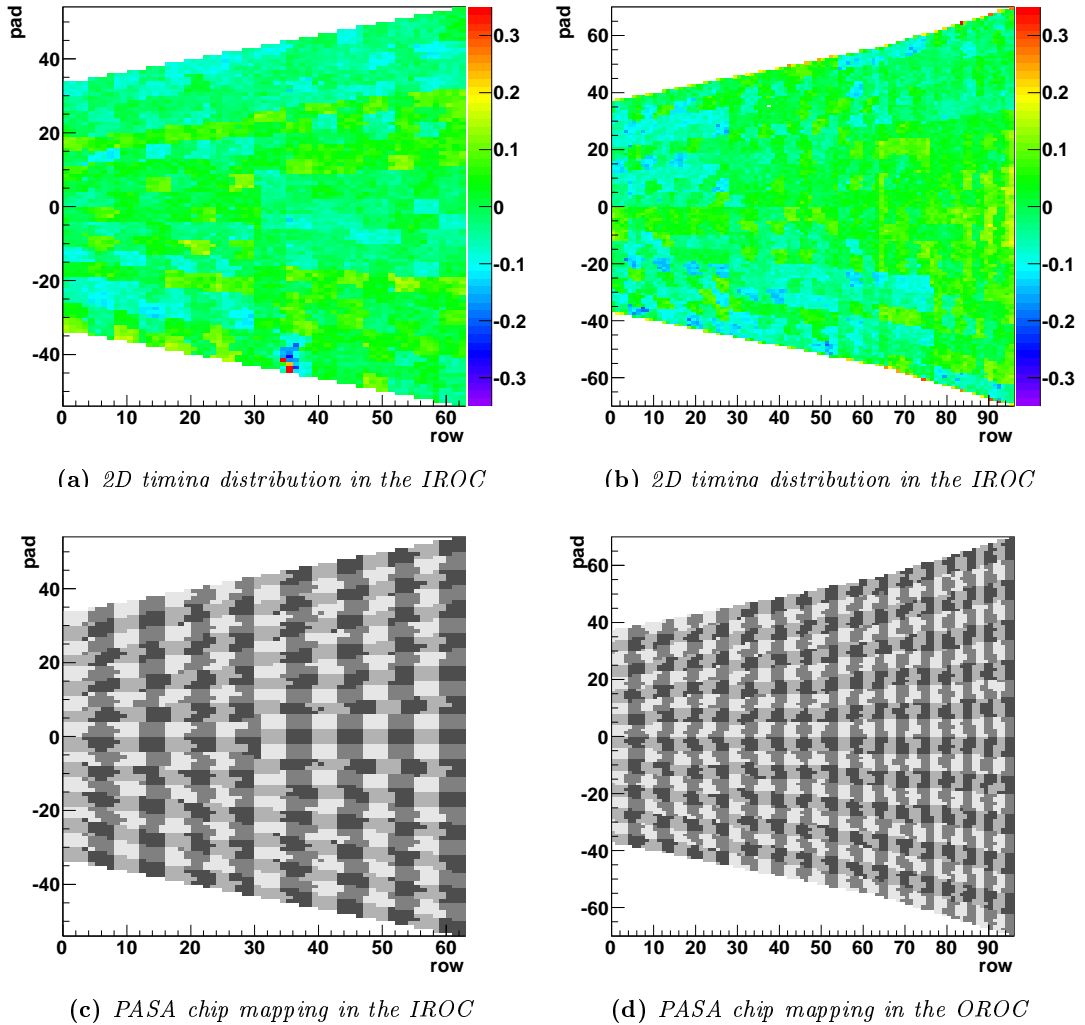 pad
40
20
0
-20
-40
0 10 20 30 40 50 60
row
0.3
0.2
0.1
0
-0.1
-0.2
-0.3
(a) 2D timing distribution in the IROC
pad
60
40
20
0
-20
-40
-60
0 10 20 30 40 50 60 70 80 90
row
0.3
0.2
0.1
0
-0.1
-0.2
-0.3
(b) 2D timing distribution in the IROC
pad
40
20
0
-20
-40
0 10 20 30 40 50 60
row
(c) PASA chip mapping in the IROC
pad
60
40
20
0
-20
-40
-60
0 10 20 30 40 50 60 70 80 90
row
(d) PASA chip mapping in the OROC